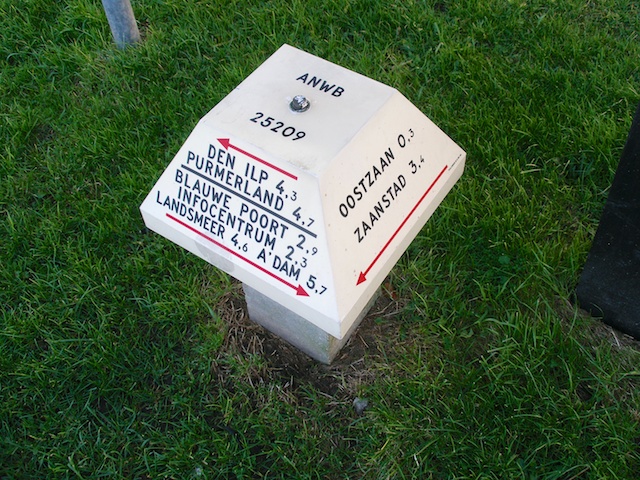 ANWB
25209
DEN ILP 4,3
PURMERLAND 4,7
BLAUWE POORT 2,9
INFOCENTRUM 2,3
LANDSMEER 4,6 A'DAM 5,7
OOSTZAAN 0,3
ZAANSTAD 3,4